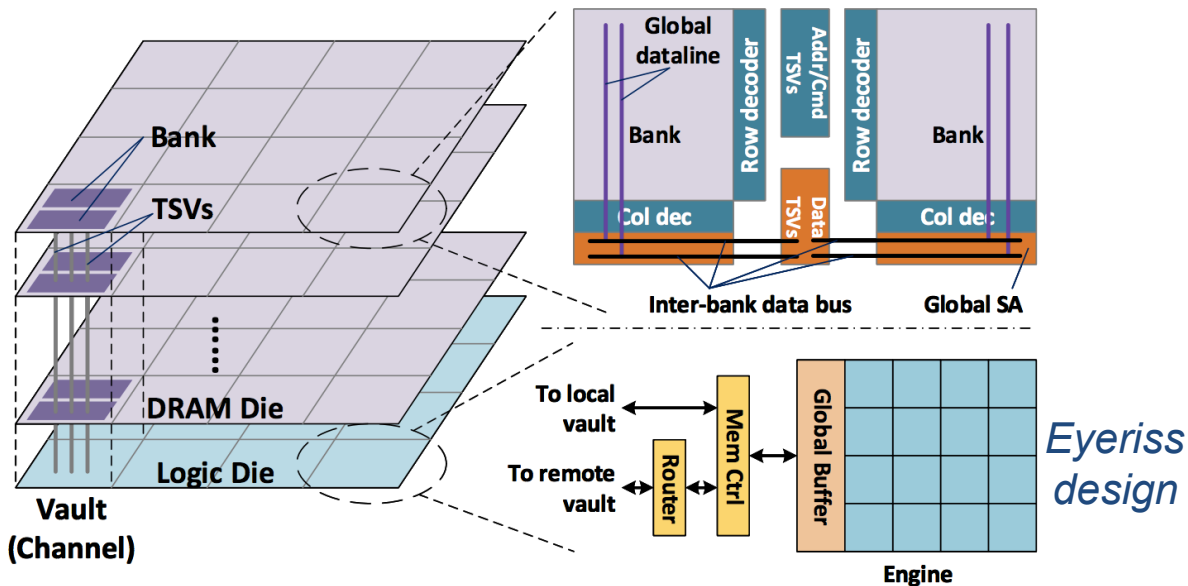 Bank
TSVs
DRAM Die
Logic Die
Vault
(Channel)
Global
dataline
Row decoder
Addr/Cmd
TSVs
Row decoder
Bank
Bank
Col dec
Data
TSVs
Col dec
Inter-bank data bus
Global SA
To local
vault
To remote
vault
Router
Mem Ctrl
Global Buffer
Engine
Eyeriss
design